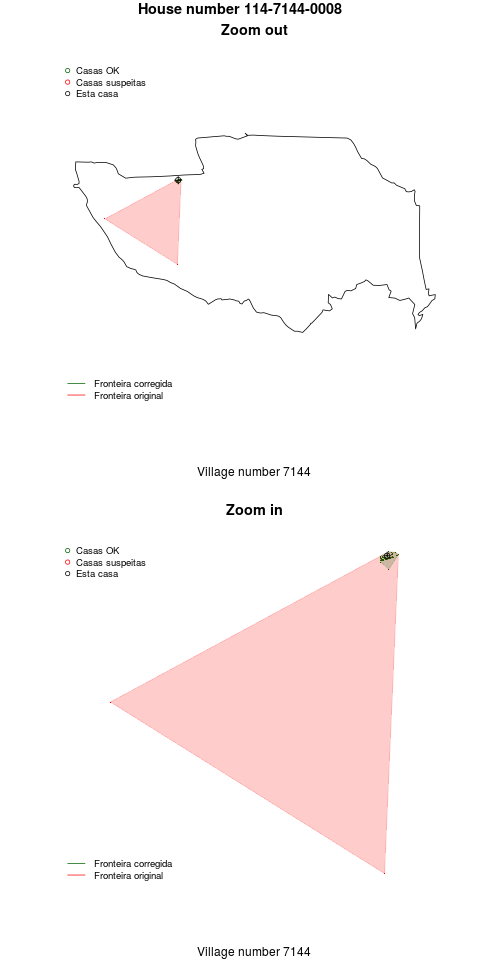 House number 114-7144-0008
Zoom out
Casas OK
Casas suspeitas
Esta casa
Fronteira corregida
Fronteira original
Village number 7144
Zoom in
Casas OK
Casas suspeitas
Esta casa
Fronteira corregida
Fronteira original
Village number 7144